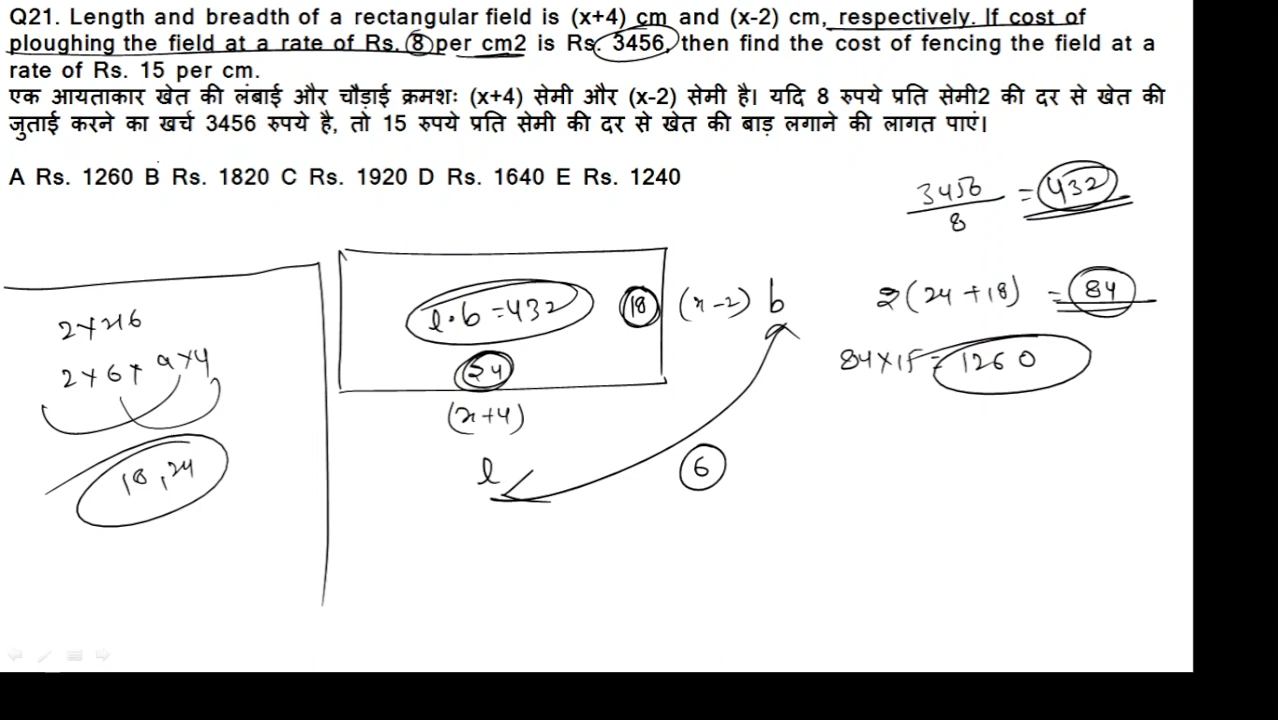 Q21. Length and breadth of a rectangular field is (x+4) cm and (x-2) cm, respectively. If cost of
ploughing the field at a rate of Rs. 8 per cm2 is Rs. 3456, then find the cost of fencing the field at a
rate of Rs. 15 per cm.
एक आयताकार खेत की लंबाई और चौड़ाई क्रमशः (x+4) सेमी और (x-2) सेमी है। यदि 8 रुपये प्रति सेमी2 की दर से खेत की
जुताई करने का खर्च 3456 रुपये है, तो 15 रुपये प्रति सेमी की दर से खेत की बाड़ लगाने की लागत पाएं।
A Rs. 1260 B Rs. 1820 C Rs. 1920 D Rs. 1640 E Rs. 1240
3456
8
= 432
2×216
2×6×9×4
18,24
l·b=432
18
(x-2) b
24
(x+4)
l
6
2(24+18) = 84
84×15=1260